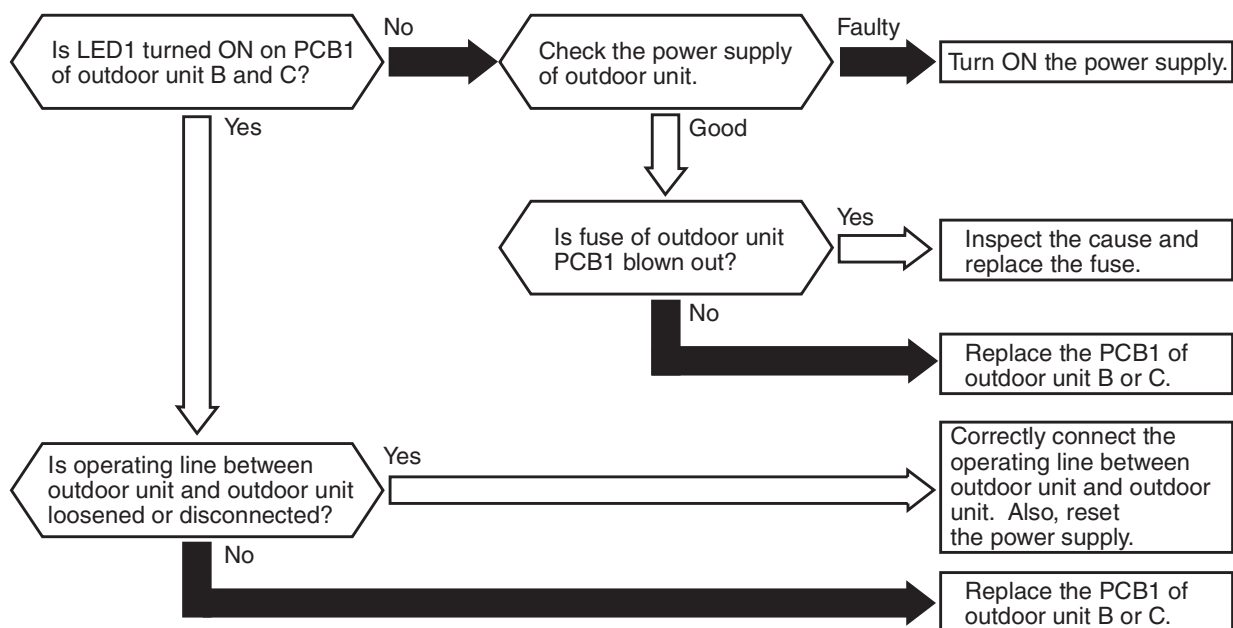 Is LED1 turned ON on PCB1
of outdoor unit B and C?
No
Check the power supply
of outdoor unit.
Faulty
Turn ON the power supply.
Yes
Good
Is fuse of outdoor unit
PCB1 blown out?
Yes
Inspect the cause and
replace the fuse.
No
Replace the PCB1 of
outdoor unit B or C.
Is operating line between
outdoor unit and outdoor unit
loosened or disconnected?
Yes
Correctly connect the
operating line between
outdoor unit and outdoor
unit.  Also, reset
the power supply.
No
Replace the PCB1 of
outdoor unit B or C.